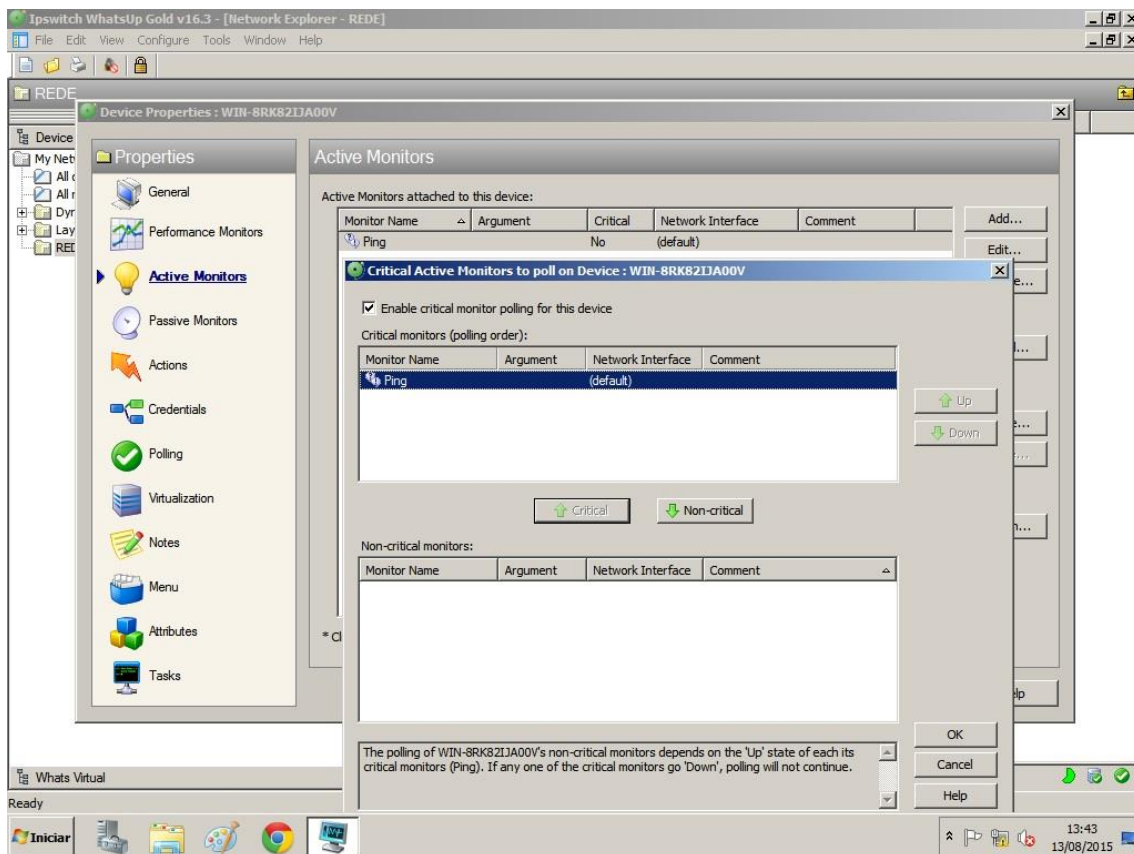 Ipswitch WhatsUp Gold v16.3 - [Network Explorer - REDE]
File Edit View Configure Tools Window Help
REDE
Device Properties : WIN-8RK82IJA00V
Device
My Net
All
All
Dyr
Lay
RED
Properties
General
Performance Monitors
Active Monitors
Passive Monitors
Actions
Credentials
Polling
Virtualization
Notes
Menu
Attributes
Tasks
Active Monitors
Active Monitors attached to this device:
Monitor Name Argument Critical Network Interface Comment
Ping No (default)
Add...
Edit...
e...
Critical Active Monitors to poll on Device : WIN-8RK82IJA00V
Enable critical monitor polling for this device
Critical monitors (polling order):
Monitor Name Argument Network Interface Comment
Ping (default)
Up
Down
Critical Non-critical
Non-critical monitors:
Monitor Name Argument Network Interface Comment
* Cl
lp
The polling of WIN-8RK82IJA00V's non-critical monitors depends on the 'Up' state of each its
critical monitors (Ping). If any one of the critical monitors go 'Down', polling will not continue.
OK
Cancel
Help
Whats Virtual
Ready
Iniciar
13:43
13/08/2015